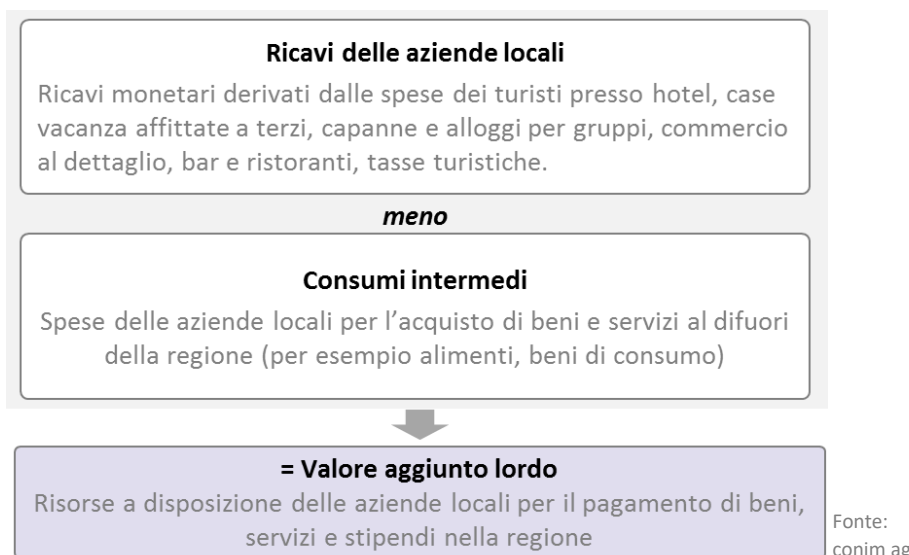 Ricavi delle aziende locali
Ricavi monetari derivati dalle spese dei turisti presso hotel, case
vacanza affittate a terzi, capanne e alloggi per gruppi, commercio
al dettaglio, bar e ristoranti, tasse turistiche.
meno
Consumi intermedi
Spese delle aziende locali per l'acquisto di beni e servizi al difuori
della regione (per esempio alimenti, beni di consumo)
= Valore aggiunto lordo
Risorse a disposizione delle aziende locali per il pagamento di beni,
servizi e stipendi nella regione
Fonte:
conim ag